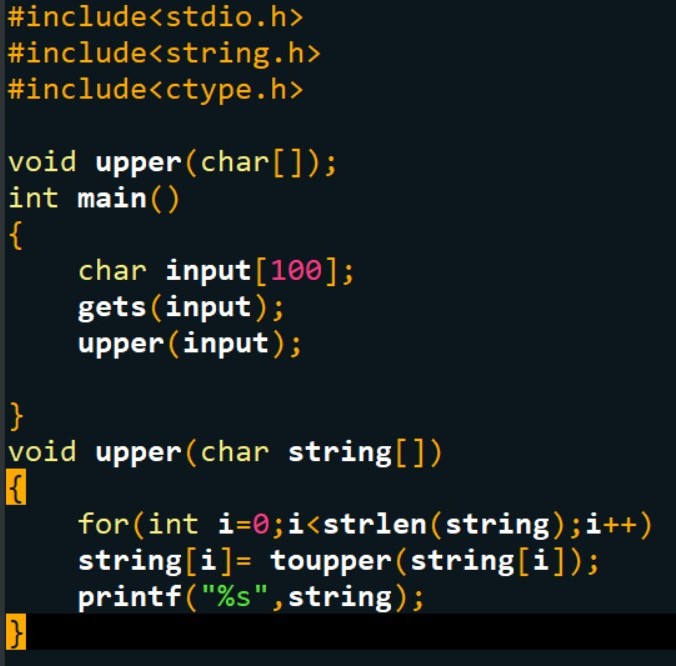 #include<stdio.h>
#include<string.h>
#include<ctype.h>
void upper(char[]);
int main()
{
char input[100];
gets(input);
upper(input);
}
void upper(char string[])
{
for(int i=0;i<strlen(string);i++)
string[i]= toupper(string[i]);
printf("%s",string);
}